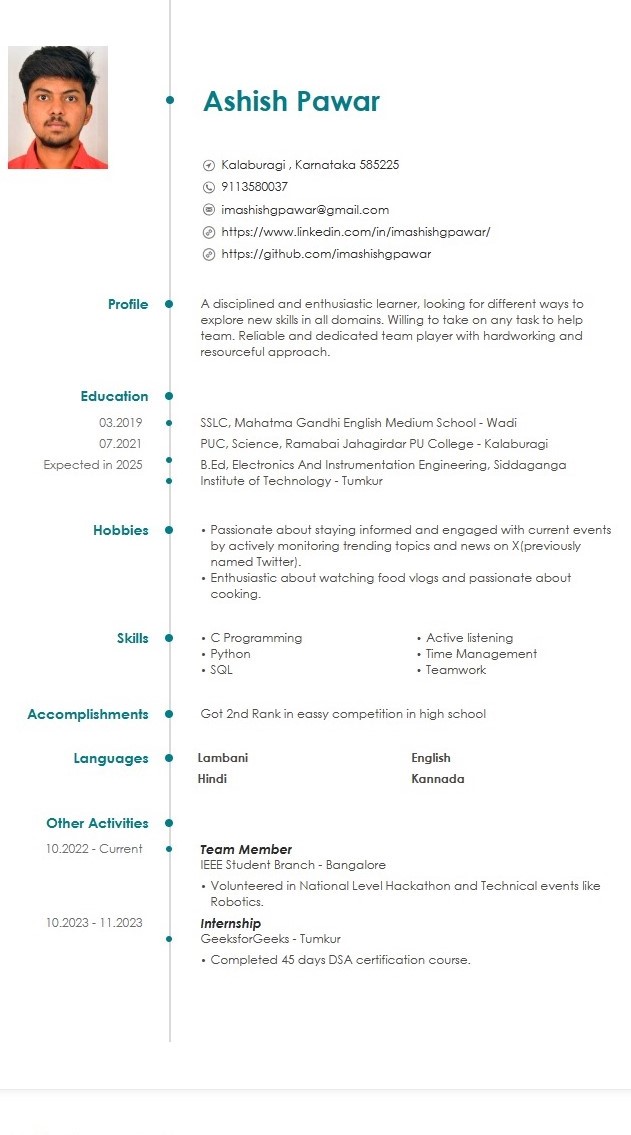 Ashish Pawar
Kalaburagi , Karnataka 585225
9113580037
imashishgpawar@gmail.com
https://www.linkedin.com/in/imashishgpawar/
https://github.com/imashishgpawar
Profile
A disciplined and enthusiastic learner, looking for different ways to
explore new skills in all domains. Willing to take on any task to help
team. Reliable and dedicated team player with hardworking and
resourceful approach.
Education
03.2019 SSLC, Mahatma Gandhi English Medium School - Wadi
07.2021 PUC, Science, Ramabai Jahagirdar PU College - Kalaburagi
Expected in 2025 B.Ed, Electronics And Instrumentation Engineering, Siddaganga
Institute of Technology - Tumkur
Hobbies
• Passionate about staying informed and engaged with current events
by actively monitoring trending topics and news on X(previously
named Twitter).
• Enthusiastic about watching food vlogs and passionate about
cooking.
Skills
• C Programming
• Python
• SQL
• Active listening
• Time Management
• Teamwork
Accomplishments
Got 2nd Rank in eassy competition in high school
Languages
Lambani English
Hindi Kannada
Other Activities
10.2022 - Current Team Member
IEEE Student Branch - Bangalore
• Volunteered in National Level Hackathon and Technical events like
Robotics.
10.2023 - 11.2023 Internship
GeeksforGeeks - Tumkur
• Completed 45 days DSA certification course.